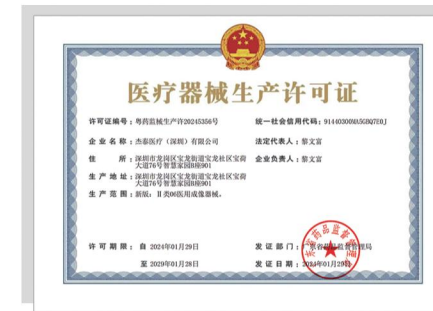 医疗器械生产许可证
许可证编号：粤药监械生产许20245356号
统一社会信用代码：91440300MA5GBQ7E0J
企业名称：杰泰医疗（深圳）有限公司
法定代表人：黎文富
住所：深圳市龙岗区宝龙街道宝龙社区宝荷
大道76号智慧家园B座901
企业负责人：黎文富
生产地址：深圳市龙岗区宝龙街道宝龙社区宝荷
大道76号智慧家园B座901
生产范围：新版：Ⅱ类06医用成像器械。
许可期限：自 2024年01月29日
发证部门：广东省药品监督管理局
至 2029年01月28日
发证日期：2024年01月29日